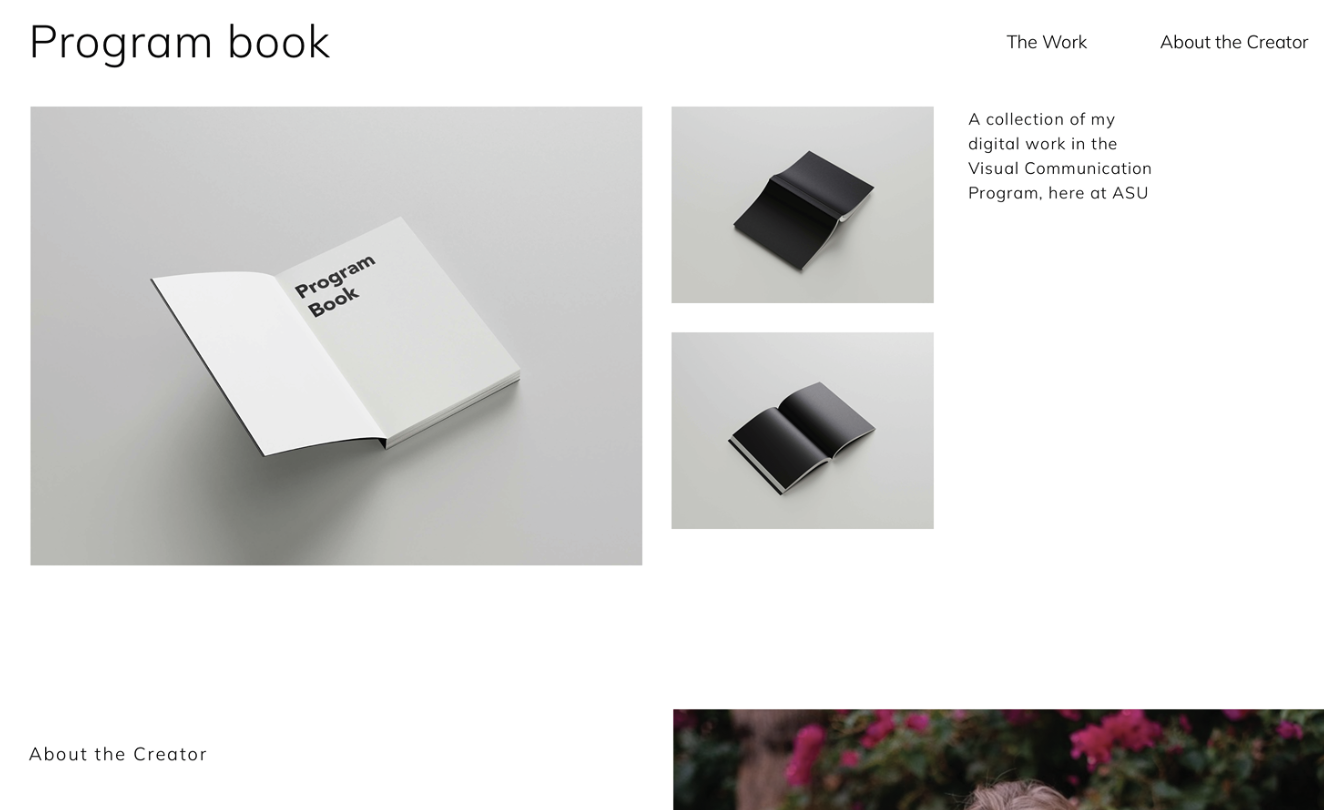 Program book
The Work
About the Creator
Program
Book
A collection of my
digital work in the
Visual Communication
Program, here at ASU
About the Creator